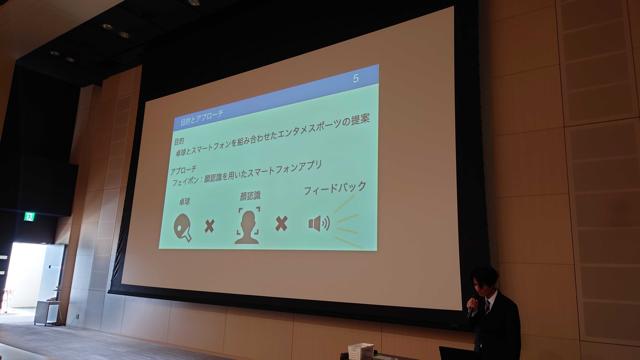 目的とアプローチ
5
目的
卓球とスマートフォンを組み合わせたエンタメスポーツの提案
アプローチ
フェイポン：顔認識を用いたスマートフォンアプリ
卓球
顔認識
フィードバック